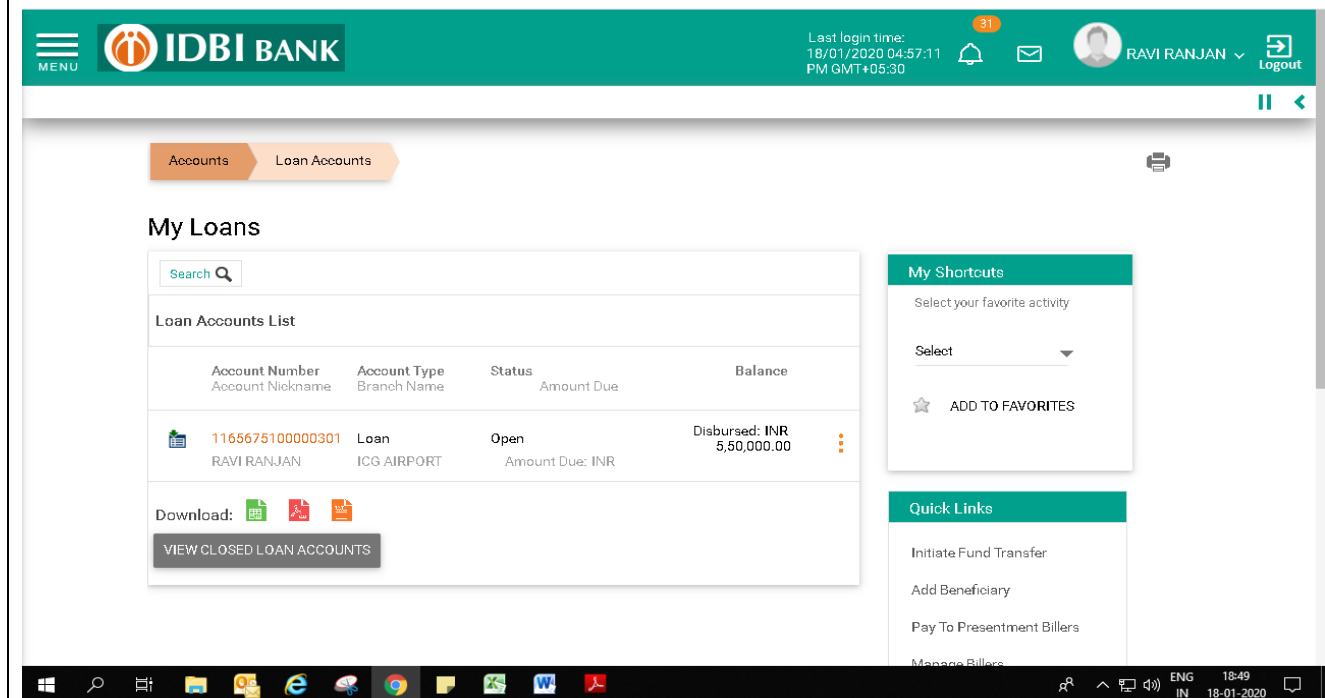 31
MENU
IDBI BANK
Last login time:
18/01/2020 04:57:11
PM GMT+05:30
RAVI RANJAN
Logout
Accounts Loan Accounts
My Loans
Search
Loan Accounts List
Account Number Account Type Status Balance
Account Nickname Branch Name Amount Due
1165675100000301 Loan Open Disbursed: INR 5,50,000.00
RAVI RANJAN ICG AIRPORT Amount Due: INR
Download:
VIEW CLOSED LOAN ACCOUNTS
My Shortcuts
Select your favorite activity
Select
ADD TO FAVORITES
Quick Links
Initiate Fund Transfer
Add Beneficiary
Pay To Presentment Billers
Manage Billers
ENG 18:49
IN 18-01-2020